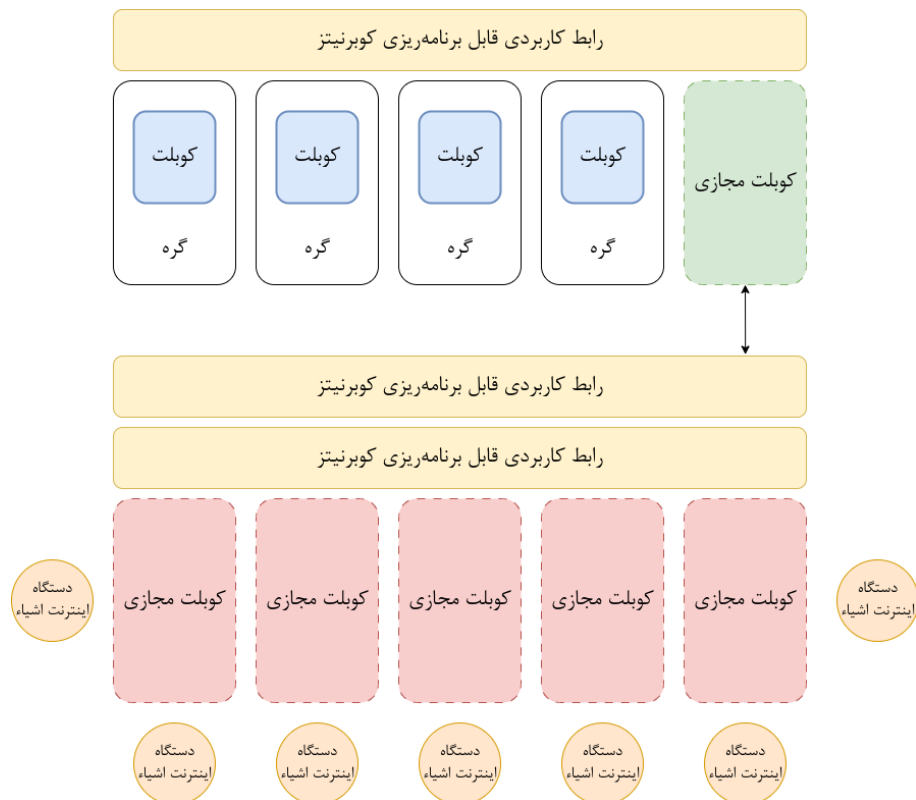 رابط کاربردی قابل برنامه‌ریزی کوبرنیتز
کوبلت
کوبلت
کوبلت
کوبلت
کوبلت مجازی
گره
گره
گره
گره
رابط کاربردی قابل برنامه‌ریزی کوبرنیتز
رابط کاربردی قابل برنامه‌ریزی کوبرنیتز
کوبلت مجازی
کوبلت مجازی
کوبلت مجازی
کوبلت مجازی
کوبلت مجازی
دستگاه
اینترنت اشیاء
دستگاه
اینترنت اشیاء
دستگاه
اینترنت اشیاء
دستگاه
اینترنت اشیاء
دستگاه
اینترنت اشیاء
دستگاه
اینترنت اشیاء
دستگاه
اینترنت اشیاء